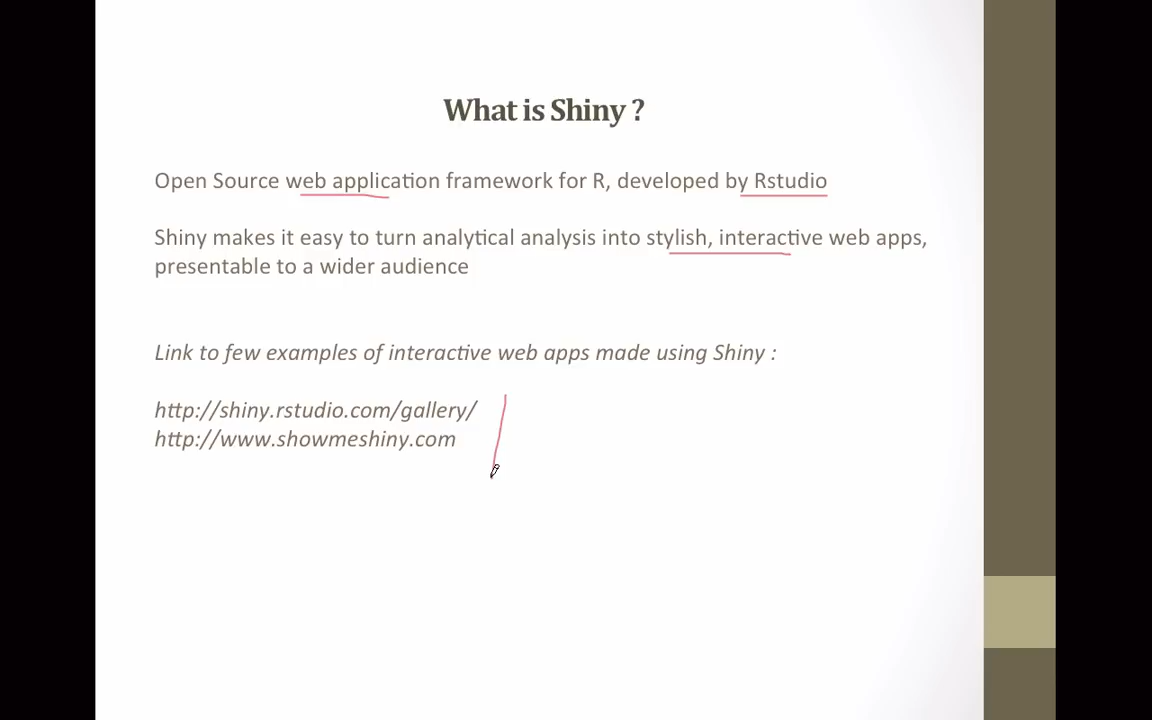 What is Shiny ?
Open Source web application framework for R, developed by Rstudio
Shiny makes it easy to turn analytical analysis into stylish, interactive web apps,
presentable to a wider audience
Link to few examples of interactive web apps made using Shiny :
http://shiny.rstudio.com/gallery/
http://www.showmeshiny.com